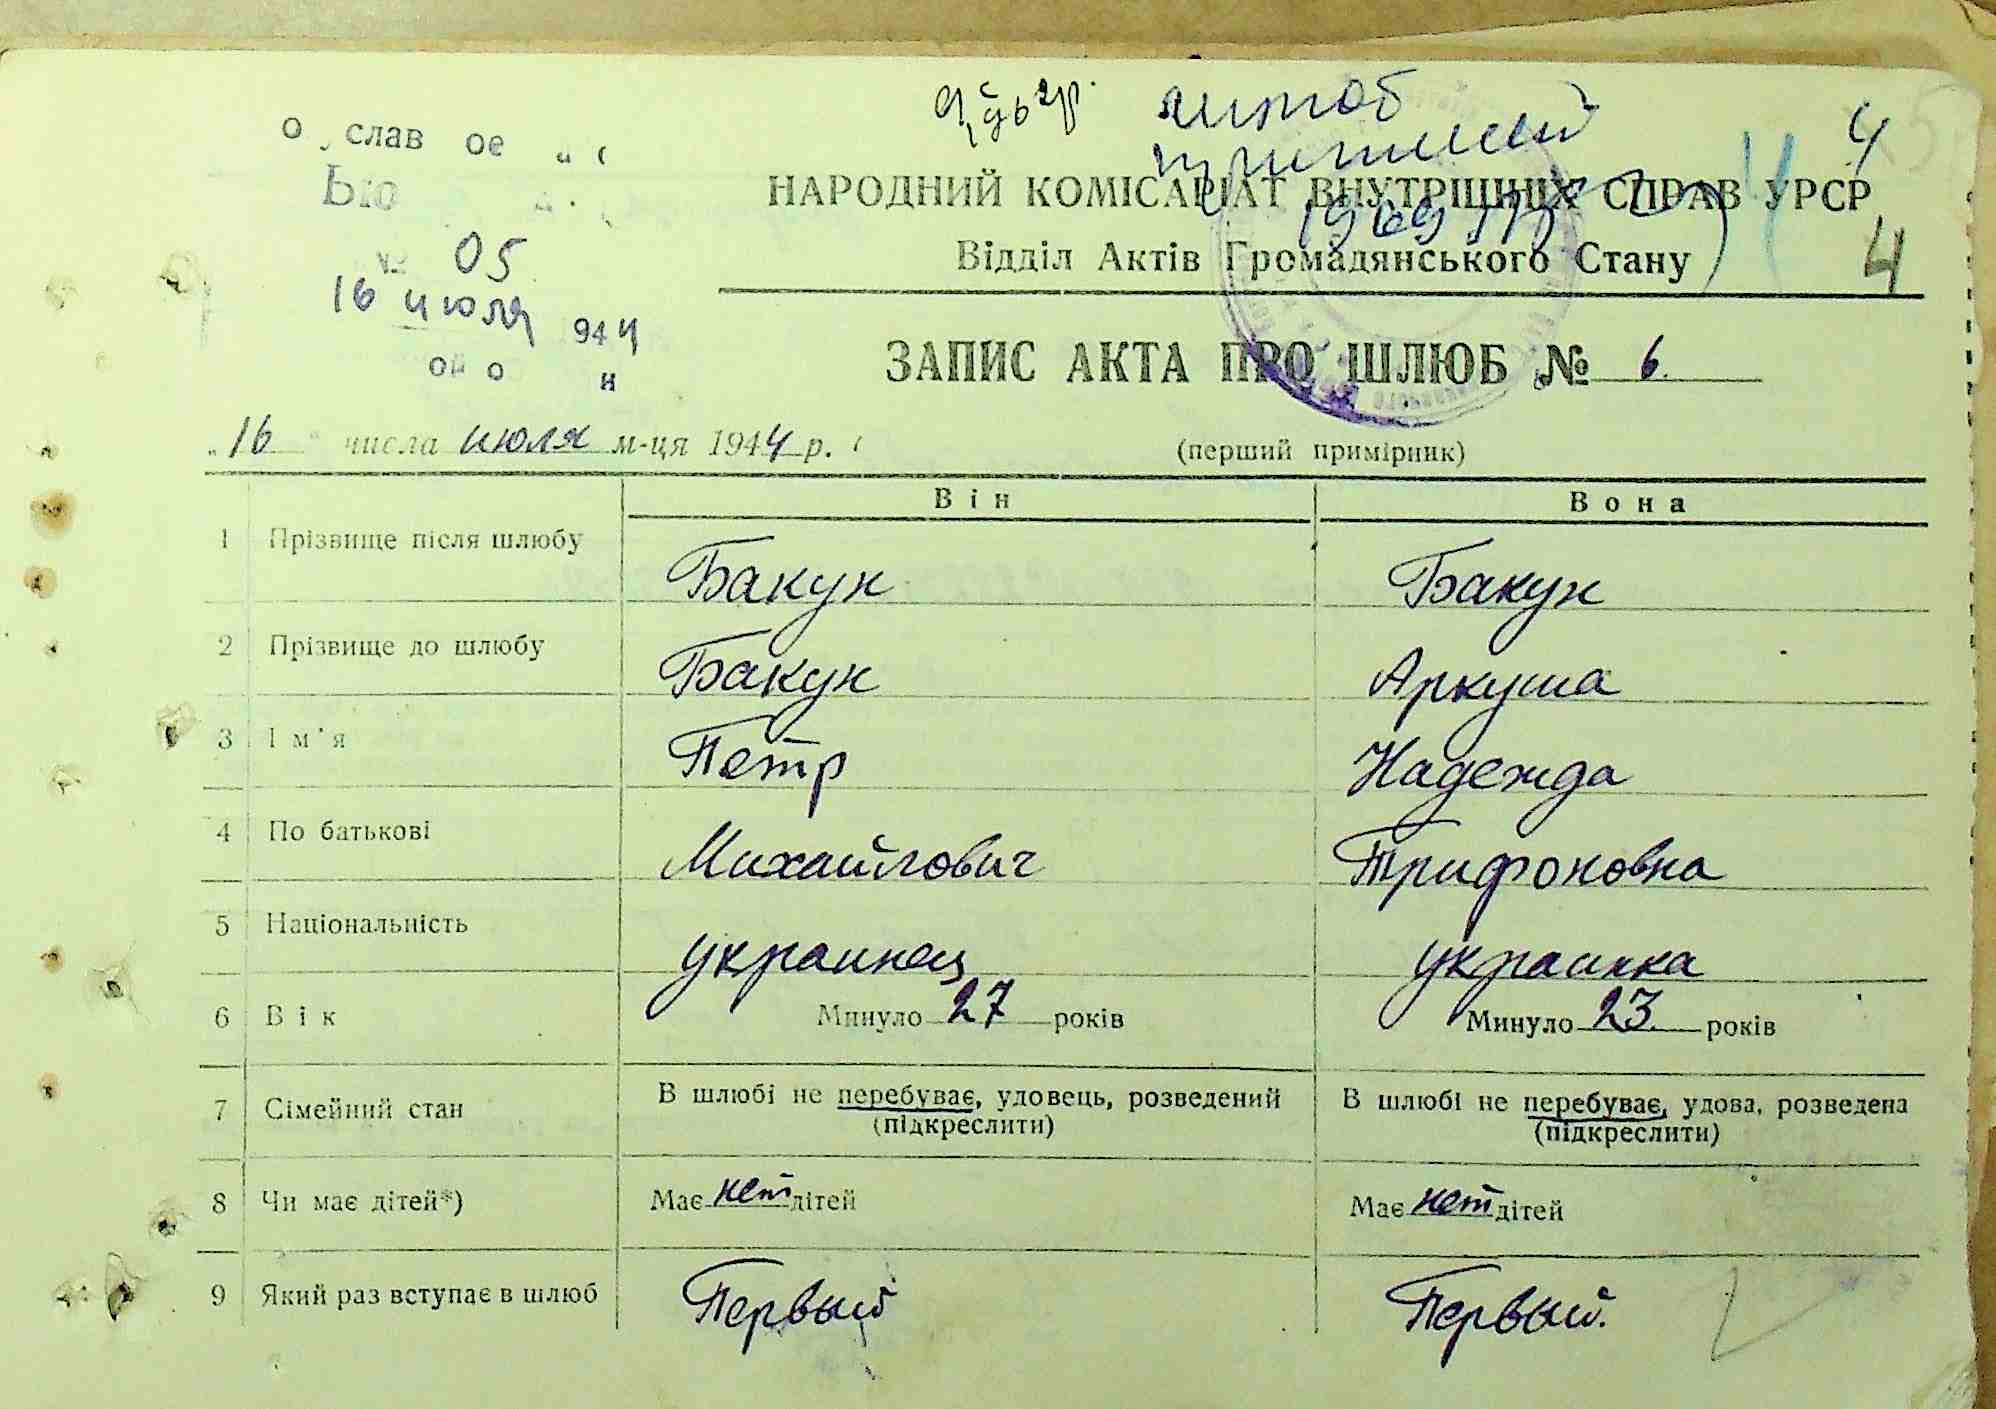 слав
05
16 июля 944
НАРОДНИЙ КОМІСАРІАТ ВНУТРІШНІХ СПРАВ УРСР
4
Відділ Актів Громадянського Стану
4
ЗАПИС АКТА ПРО ШЛЮБ № 6.
"16" числа июля м-ця 1944 р.
(перший примірник)
Він Вона
1 Прізвище після шлюбу Бакун Бакун
2 Прізвище до шлюбу Бакун Аркуша
3 Ім'я Петр Надежда
4 По батькові Михайлович Трифоновна
5 Національність украинец украинка
6 Вік Минуло 27 років Минуло 23 років
7 Сімейний стан В шлюбі не перебуває, удовець, розведений В шлюбі не перебуває, удова, розведена
(підкреслити) (підкреслити)
8 Чи має дітей*) Має нет дітей Має нет дітей
9 Який раз вступає в шлюб Первый Первый.